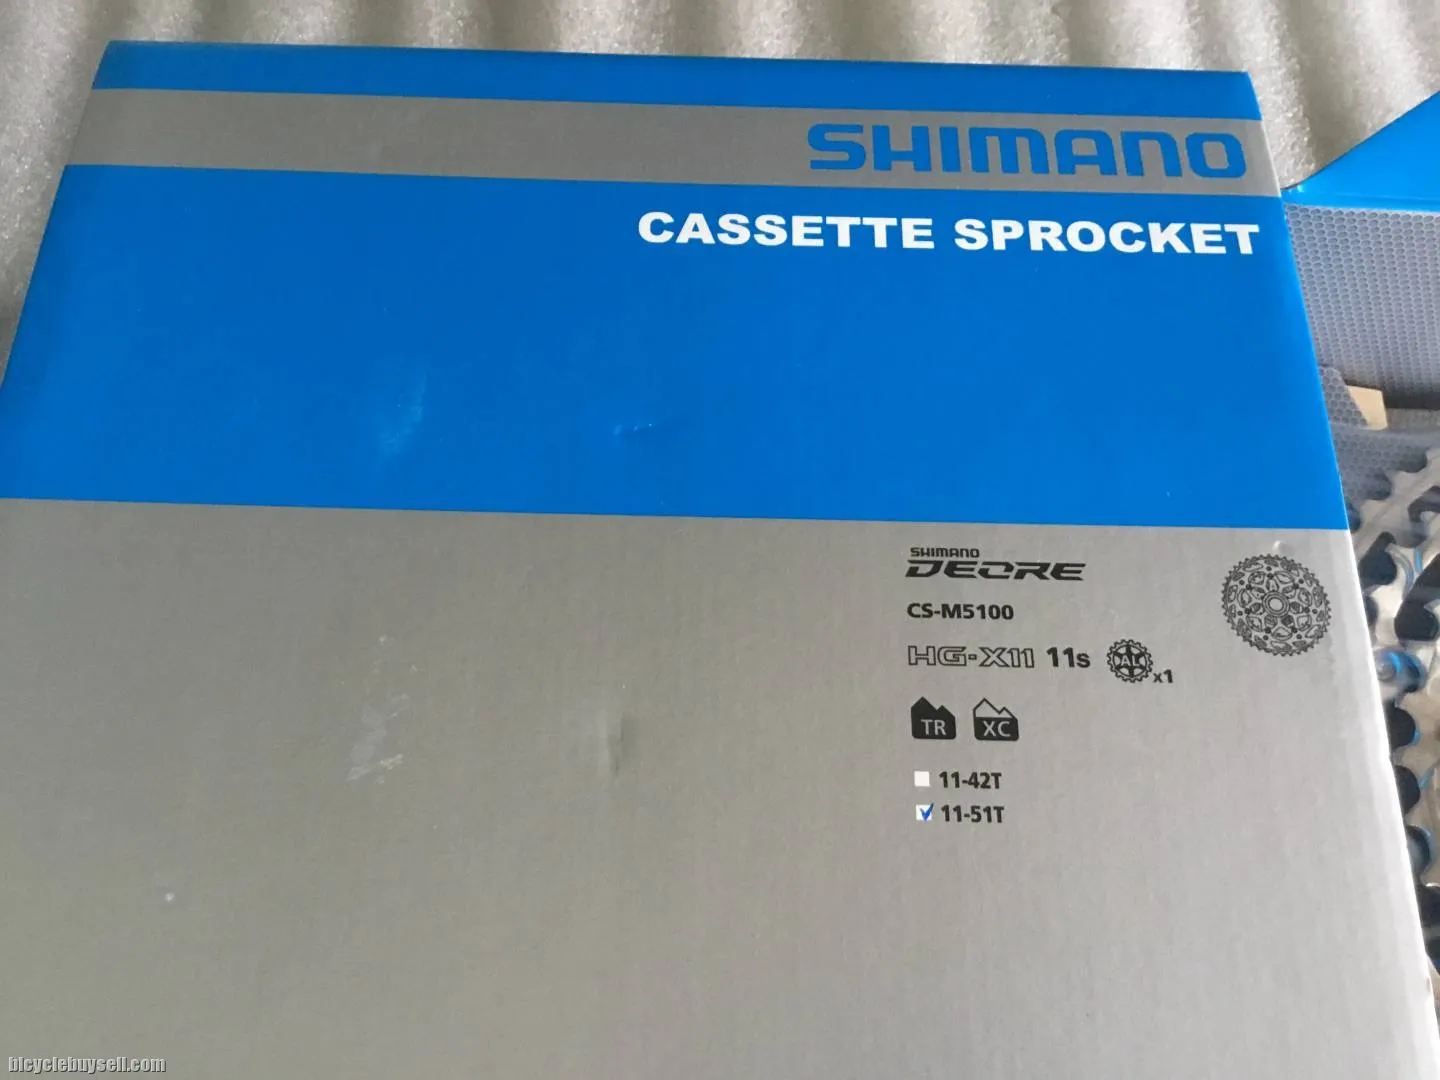 SHIMANO
CASSETTE SPROCKET
SHIMANO
DEORE
CS-M5100
HG-X11 11s AL x1
TR XC
11-42T
11-51T
bicyclebuysell.com